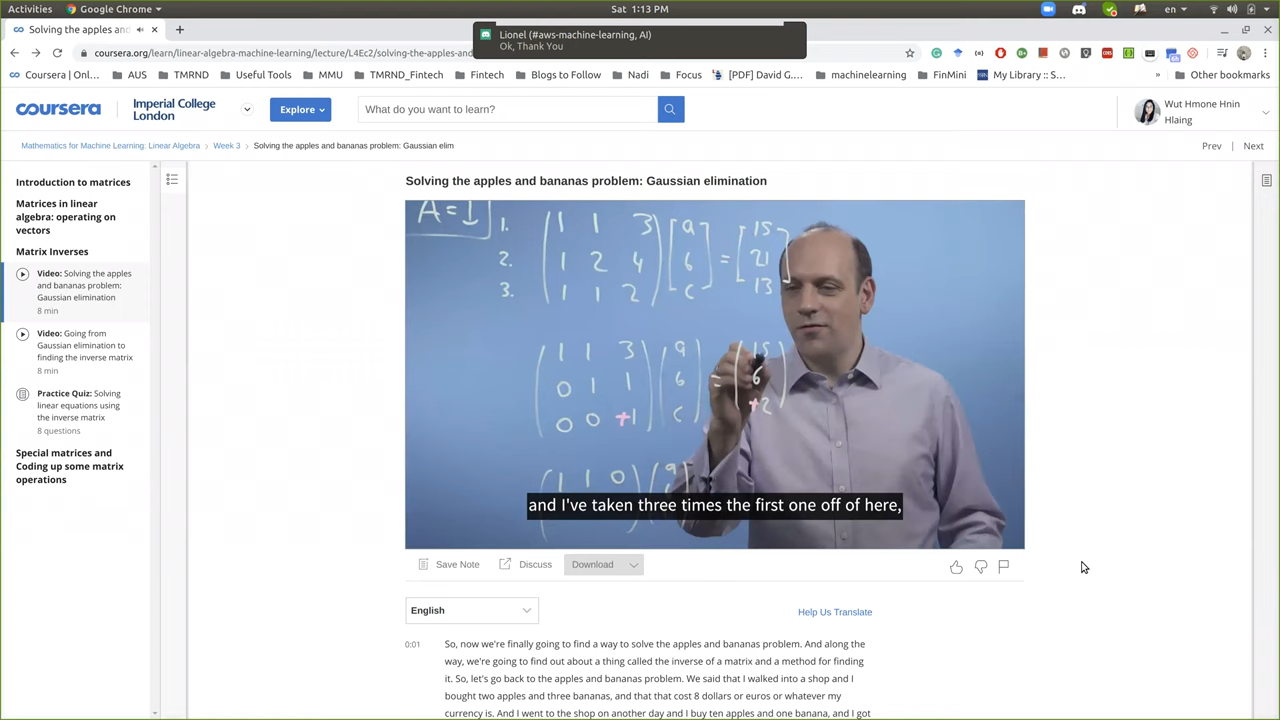 Activities
Google Chrome
Sat 1:13 PM
en
Solving the apples and
Lionel (#aws-machine-learning, AI)
Ok, Thank You
coursera.org/learn/linear-algebra-machine-learning/lecture/L4Ec2/solving-the-apples-and
Coursera | Onl…
AUS
TMRND
Useful Tools
MMU
TMRND_Fintech
Fintech
Blogs to Follow
Nadi
Focus
[PDF] David G.…
machinelearning
FinMini
My Library :: S…
»
Other bookmarks
coursera
Imperial College
London
Explore
What do you want to learn?
Wut Hmone Hnin
Hlaing
Mathematics for Machine Learning: Linear Algebra
Week 3
Solving the apples and bananas problem: Gaussian elim
Prev
Next
Introduction to matrices
Matrices in linear
algebra: operating on
vectors
Matrix Inverses
Video: Solving the apples
and bananas problem:
Gaussian elimination
8 min
Video: Going from
Gaussian elimination to
finding the inverse matrix
8 min
Practice Quiz: Solving
linear equations using
the inverse matrix
8 questions
Special matrices and
Coding up some matrix
operations
Solving the apples and bananas problem: Gaussian elimination
A = I
1. ( 1 1 3 ) [ a ] [ 15 ]
2. ( 1 2 4 ) [ b ] = [ 21 ]
3. ( 1 1 2 ) [ c ] [ 13 ]
( 1 1 3 ) ( a ) ( 15 )
( 0 1 1 ) ( b ) = ( 6 )
( 0 0 +1 ) ( c ) ( +2 )
( 1 1 0 ) ( a
and I've taken three times the first one off of here,
Save Note
Discuss
Download
English
Help Us Translate
0:01
So, now we're finally going to find a way to solve the apples and bananas problem. And along the
way, we're going to find out about a thing called the inverse of a matrix and a method for finding
it. So, let's go back to the apples and bananas problem. We said that I walked into a shop and I
bought two apples and three bananas, and that that cost 8 dollars or euros or whatever my
currency is. And I went to the shop on another day and I buy ten apples and one banana, and I got